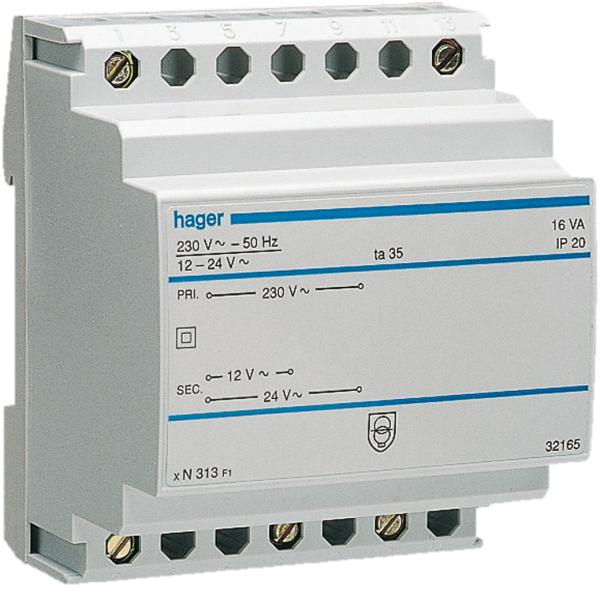 1 3 5 7 9 11 13
hager
230 V~ – 50 Hz
12 – 24 V~
ta 35
16 VA
IP 20
PRI. 230 V~
12 V~
SEC.
24 V~
x N 313 F1
32165